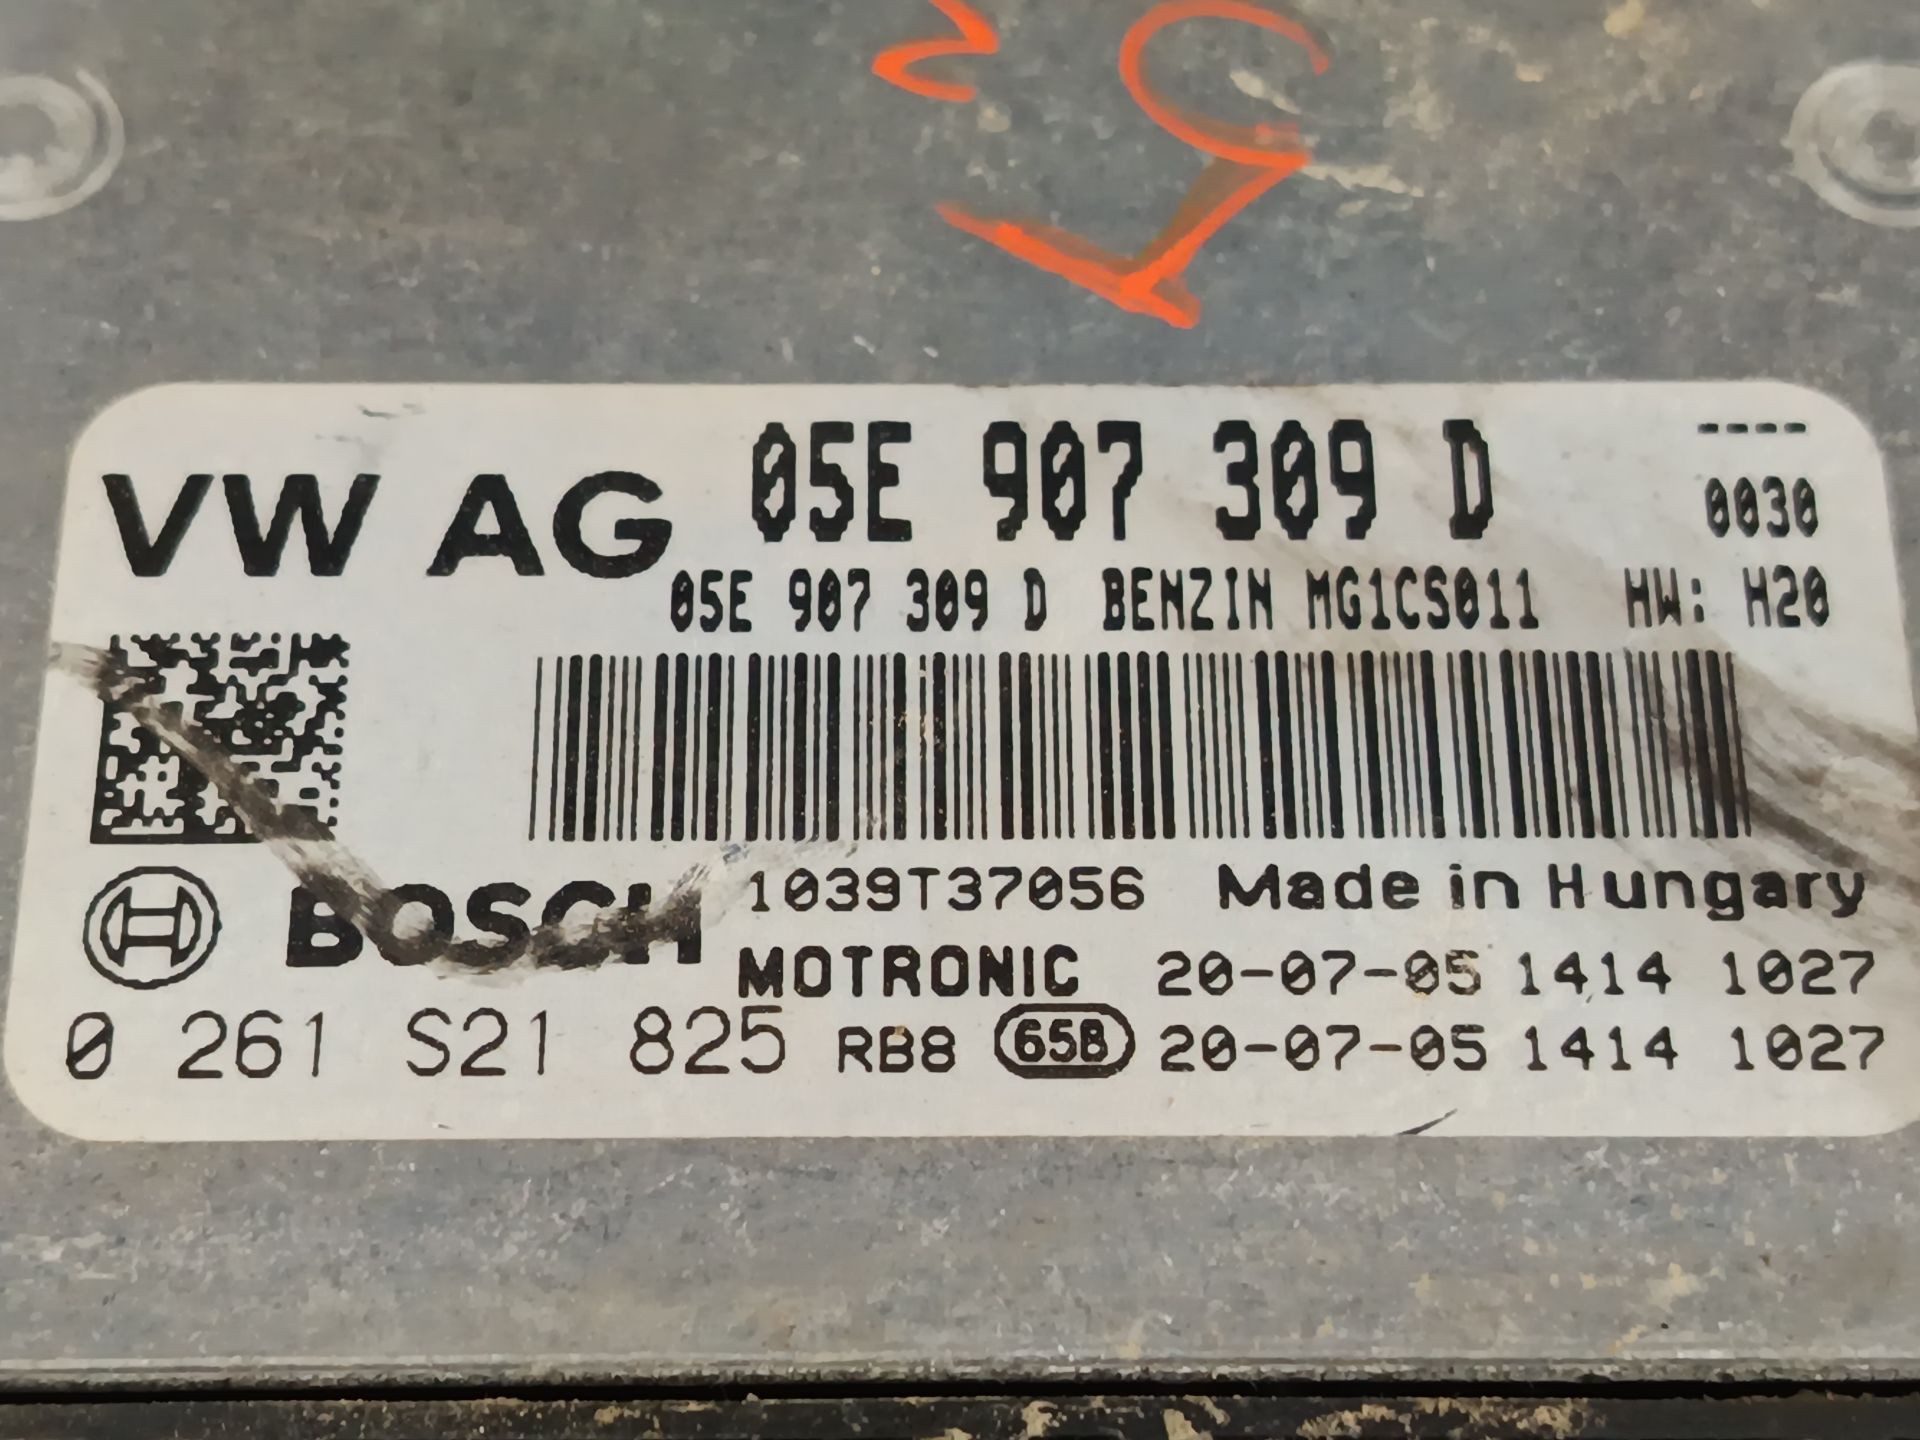 VW AG 05E 907 309 D ----
0030
05E 907 309 D BENZIN MG1CS011 HW: H20
BOSCH 1039T37056 Made in Hungary
MOTRONIC 20-07-05 1414 1027
0 261 S21 825 RB8 65B 20-07-05 1414 1027